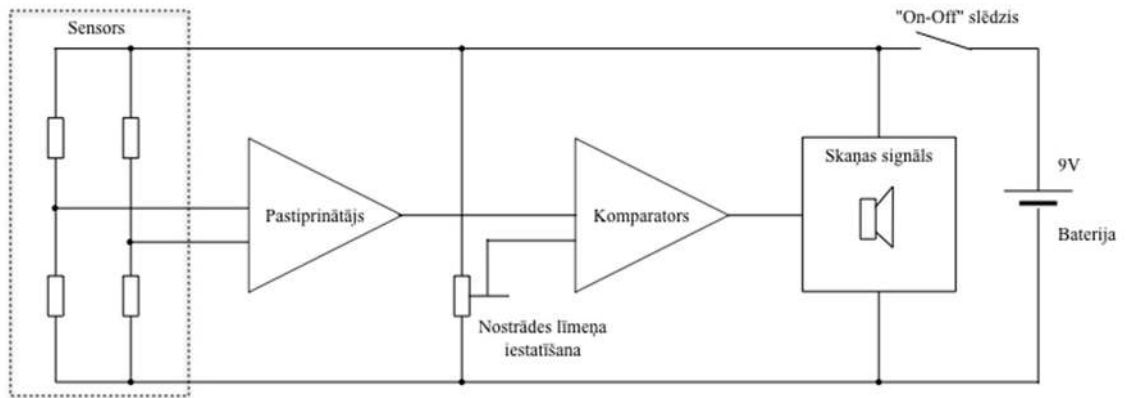 Sensors
"On-Off" slēdzis
Skaņas signāls
9V
Pastiprinātājs
Komparators
Baterija
Nostrādes līmeņa
iestatīšana